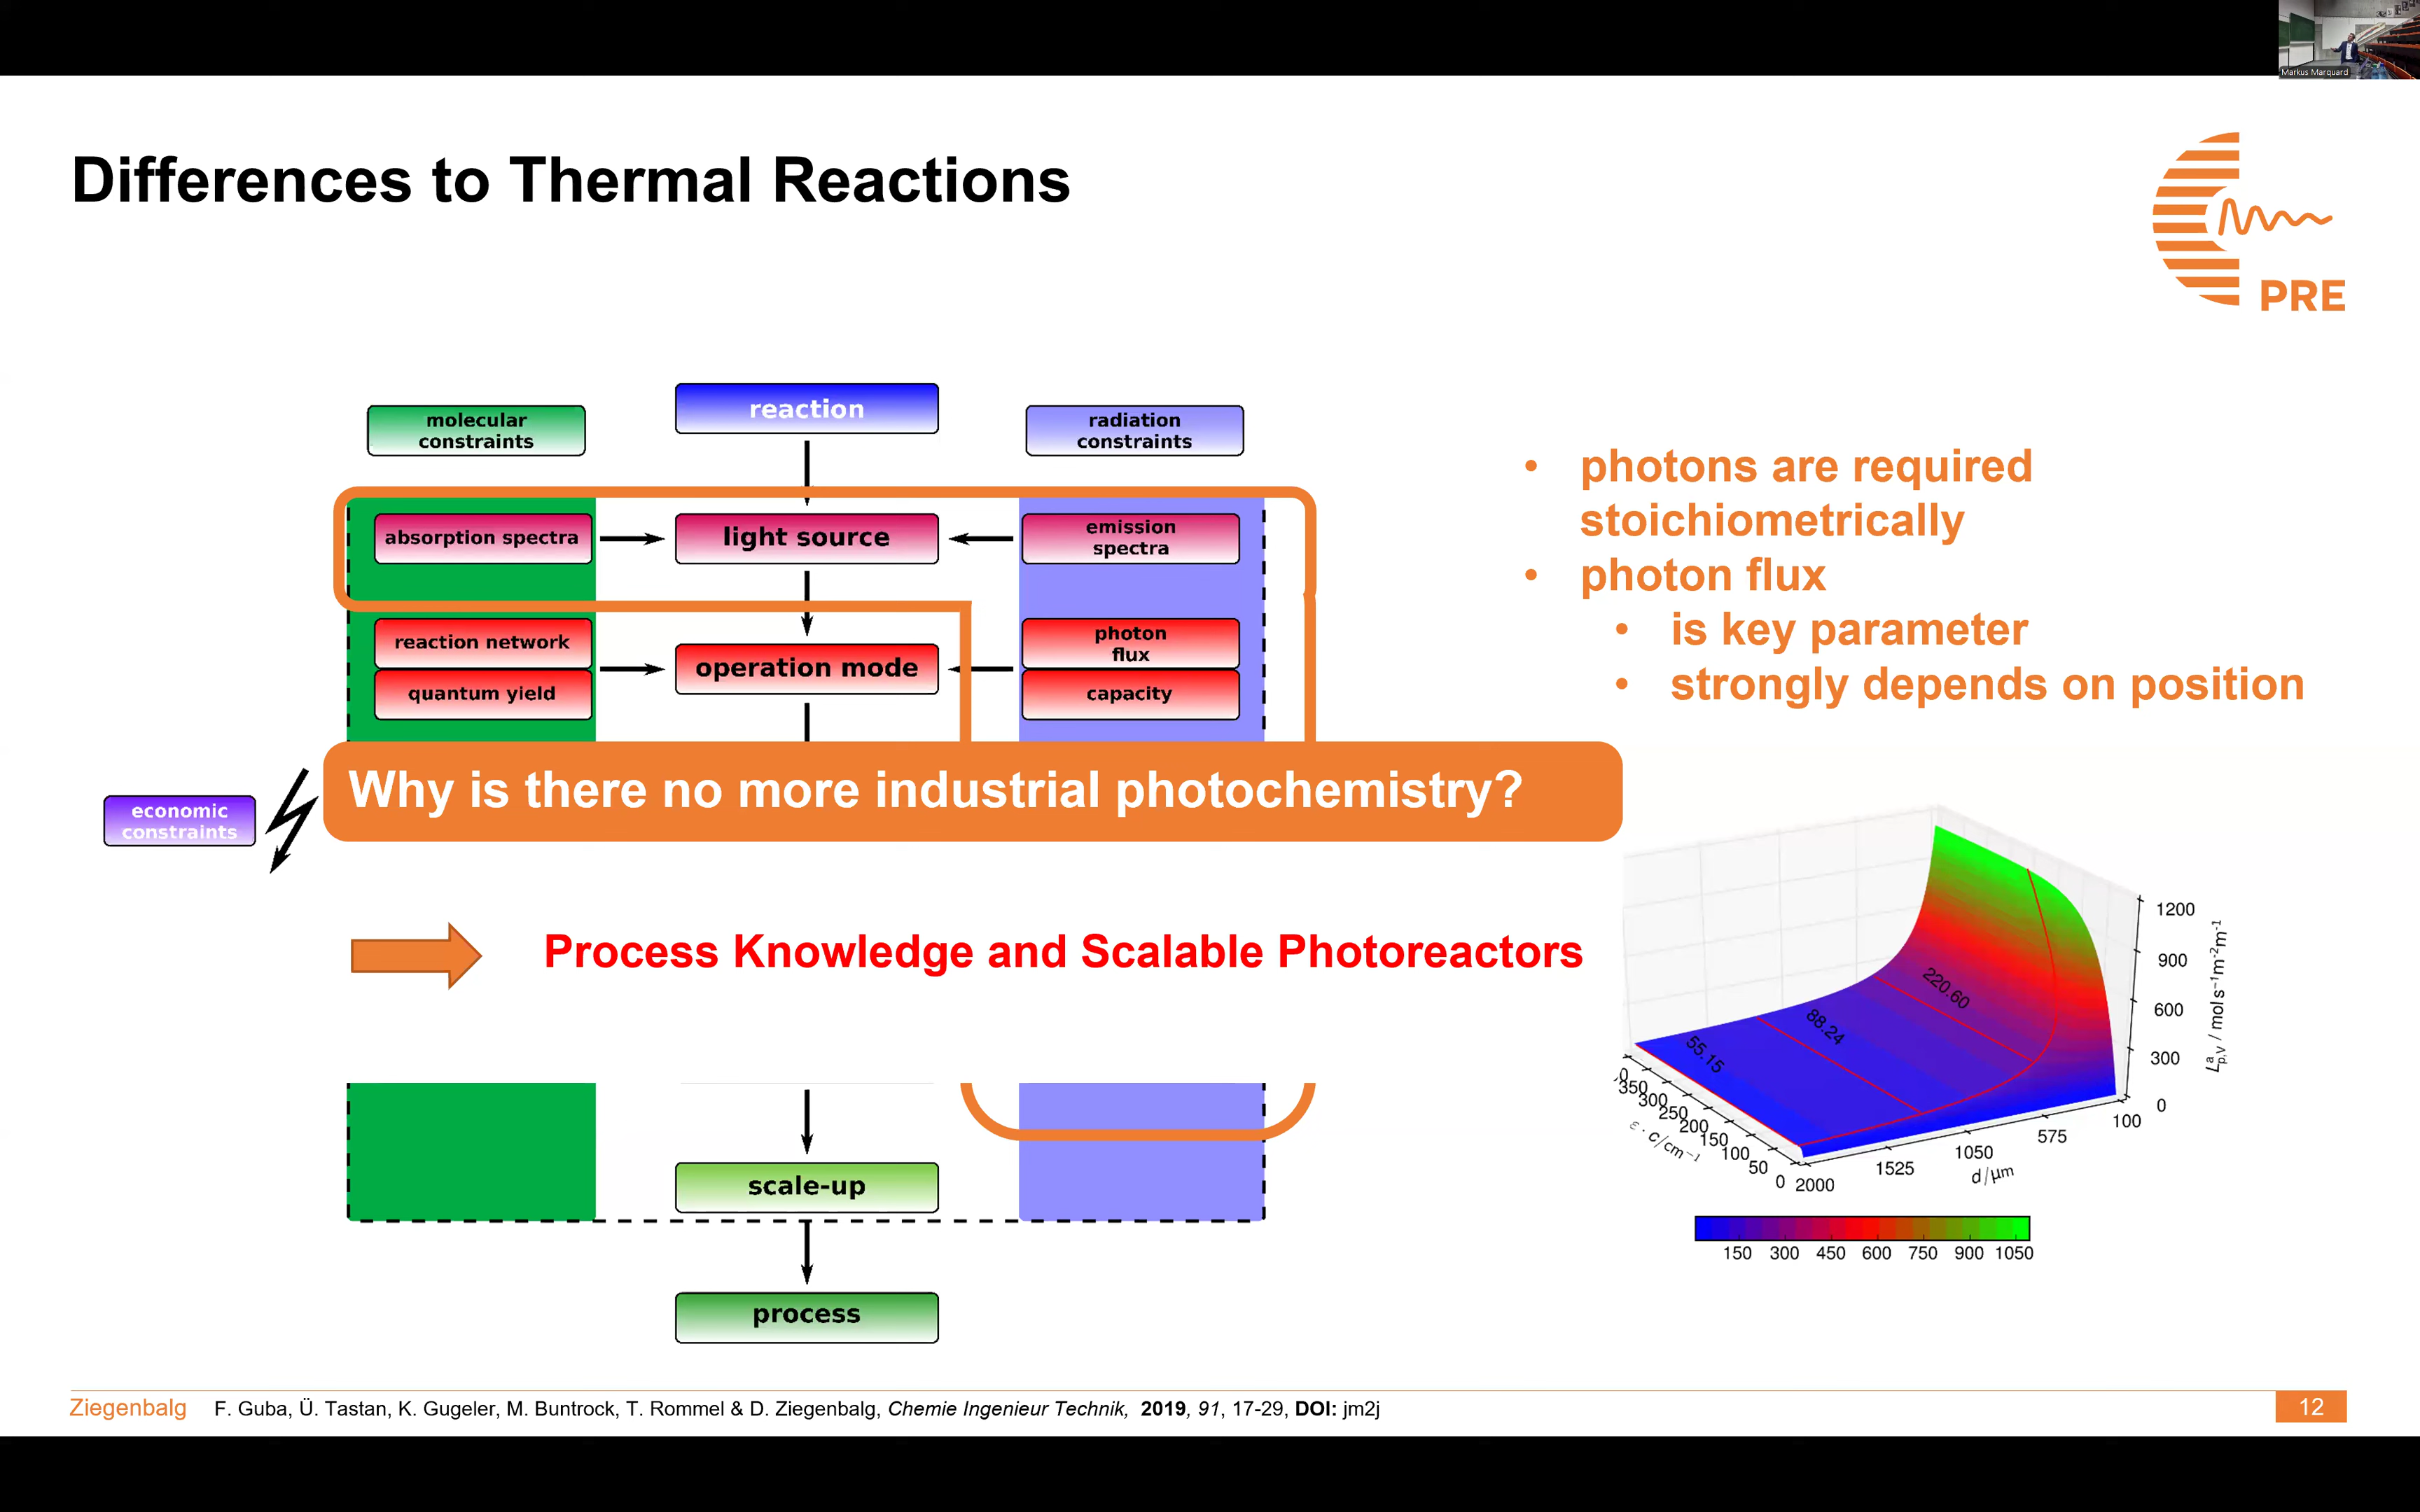 Markus Marquard
Differences to Thermal Reactions
PRE
molecular
constraints
reaction
radiation
constraints
absorption spectra
light source
emission
spectra
reaction network
quantum yield
operation mode
photon
flux
capacity
economic
constraints
Why is there no more industrial photochemistry?
Process Knowledge and Scalable Photoreactors
scale-up
process
• photons are required
stoichiometrically
• photon flux
• is key parameter
• strongly depends on position
220.60
88.24
55.15
1200
900
600
300
0
L^a_p,V / mol s⁻¹m⁻²m⁻¹
350
300
250
200
150
100
50
0
ε · c/cm⁻¹
2000
1525
1050
575
100
d/μm
150 300 450 600 750 900 1050
Ziegenbalg F. Guba, Ü. Tastan, K. Gugeler, M. Buntrock, T. Rommel & D. Ziegenbalg, Chemie Ingenieur Technik, 2019, 91, 17-29, DOI: jm2j
12